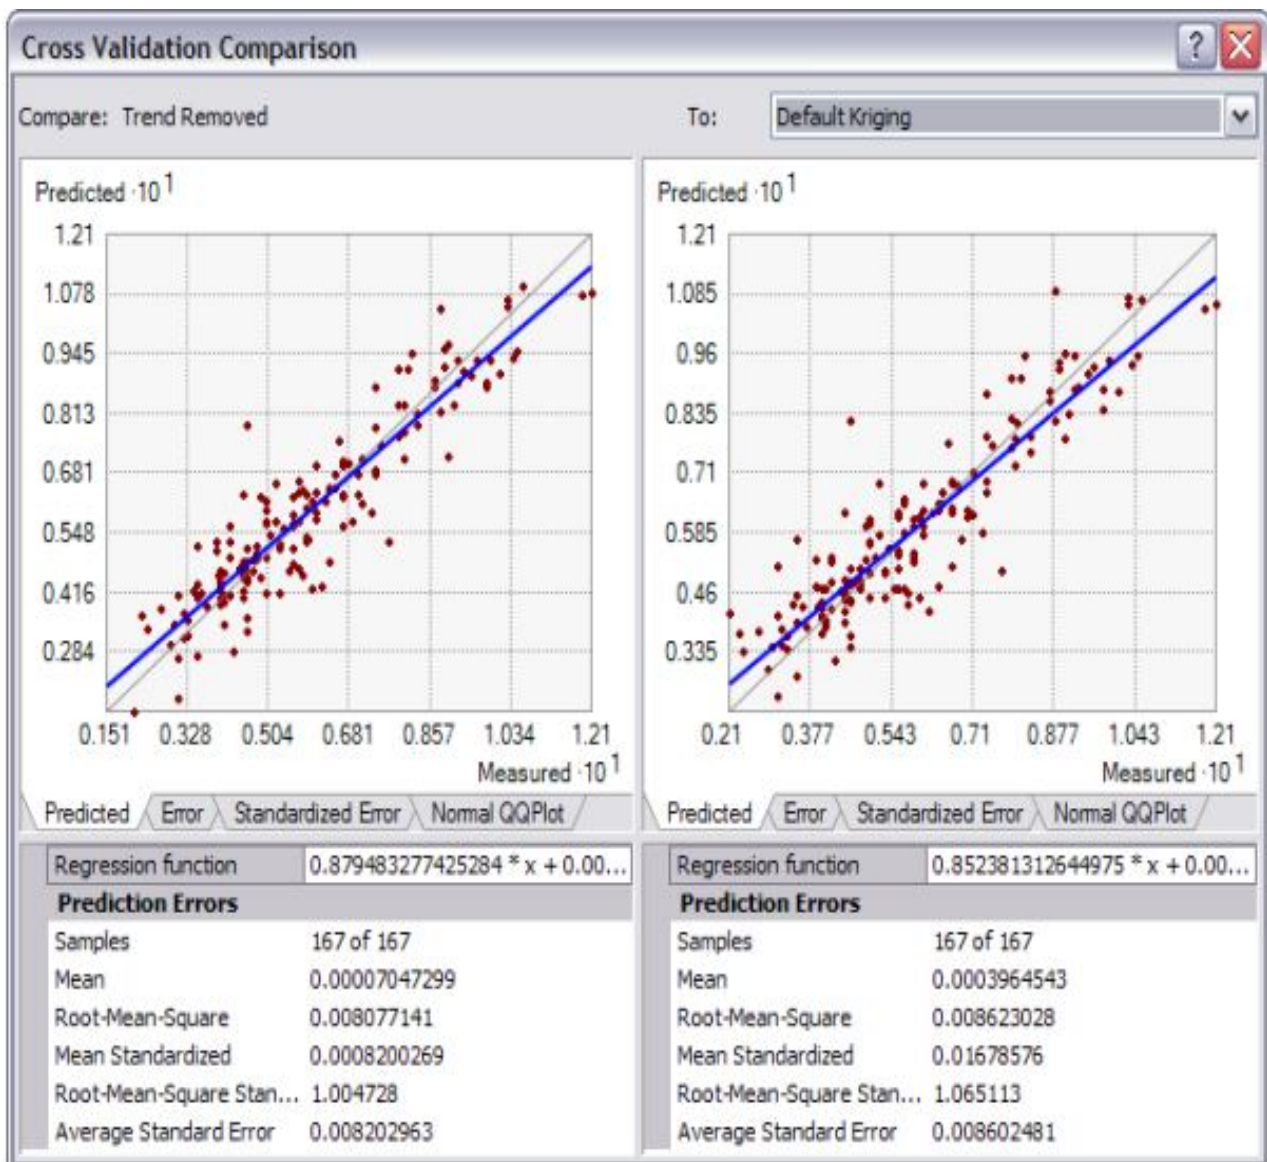 Cross Validation Comparison
?
Compare: Trend Removed
To: Default Kriging
Predicted ·10 1
1.21
1.078
0.945
0.813
0.681
0.548
0.416
0.284
0.151 0.328 0.504 0.681 0.857 1.034 1.21
Measured ·10 1
Predicted Error Standardized Error Normal QQPlot
Regression function 0.879483277425284 * x + 0.00...
Prediction Errors
Samples 167 of 167
Mean 0.00007047299
Root-Mean-Square 0.008077141
Mean Standardized 0.0008200269
Root-Mean-Square Stan... 1.004728
Average Standard Error 0.008202963
Predicted ·10 1
1.21
1.085
0.96
0.835
0.71
0.585
0.46
0.335
0.21 0.377 0.543 0.71 0.877 1.043 1.21
Measured ·10 1
Predicted Error Standardized Error Normal QQPlot
Regression function 0.852381312644975 * x + 0.00...
Prediction Errors
Samples 167 of 167
Mean 0.0003964543
Root-Mean-Square 0.008623028
Mean Standardized 0.01678576
Root-Mean-Square Stan... 1.065113
Average Standard Error 0.008602481